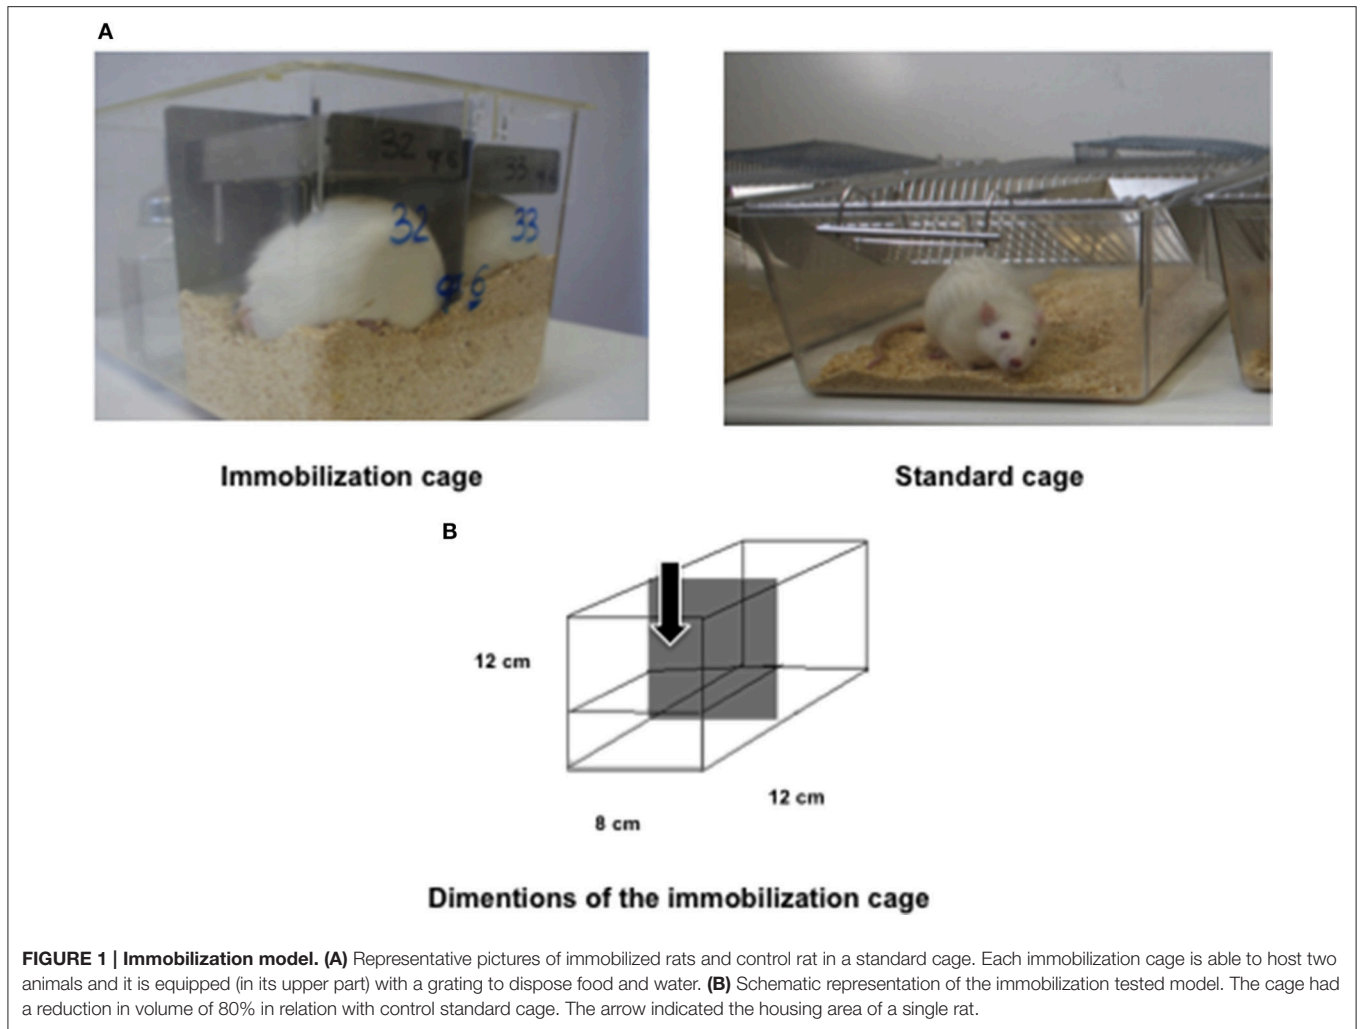 A
32 98
33 98
32
33
Immobilization cage
Standard cage
B
12 cm
12 cm
8 cm
Dimentions of the immobilization cage
FIGURE 1 | Immobilization model. (A) Representative pictures of immobilized rats and control rat in a standard cage. Each immobilization cage is able to host two
animals and it is equipped (in its upper part) with a grating to dispose food and water. (B) Schematic representation of the immobilization tested model. The cage had
a reduction in volume of 80% in relation with control standard cage. The arrow indicated the housing area of a single rat.